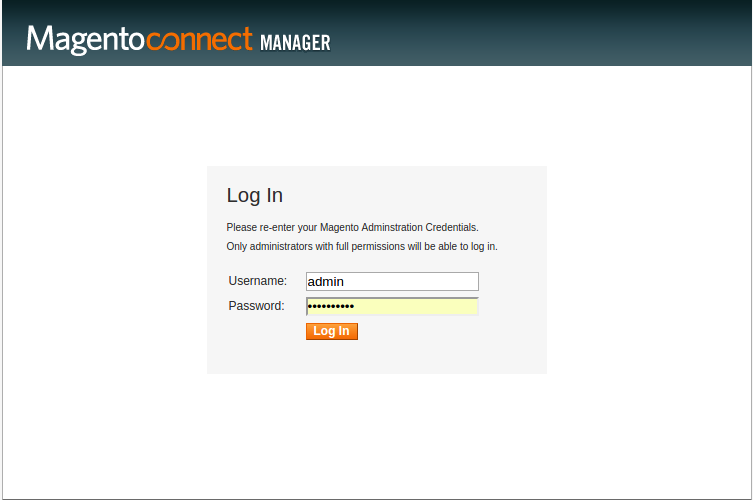 Magentoconnect MANAGER
Log In
Please re-enter your Magento Adminstration Credentials.
Only administrators with full permissions will be able to log in.
Username: admin
Password: ••••••••••
Log In